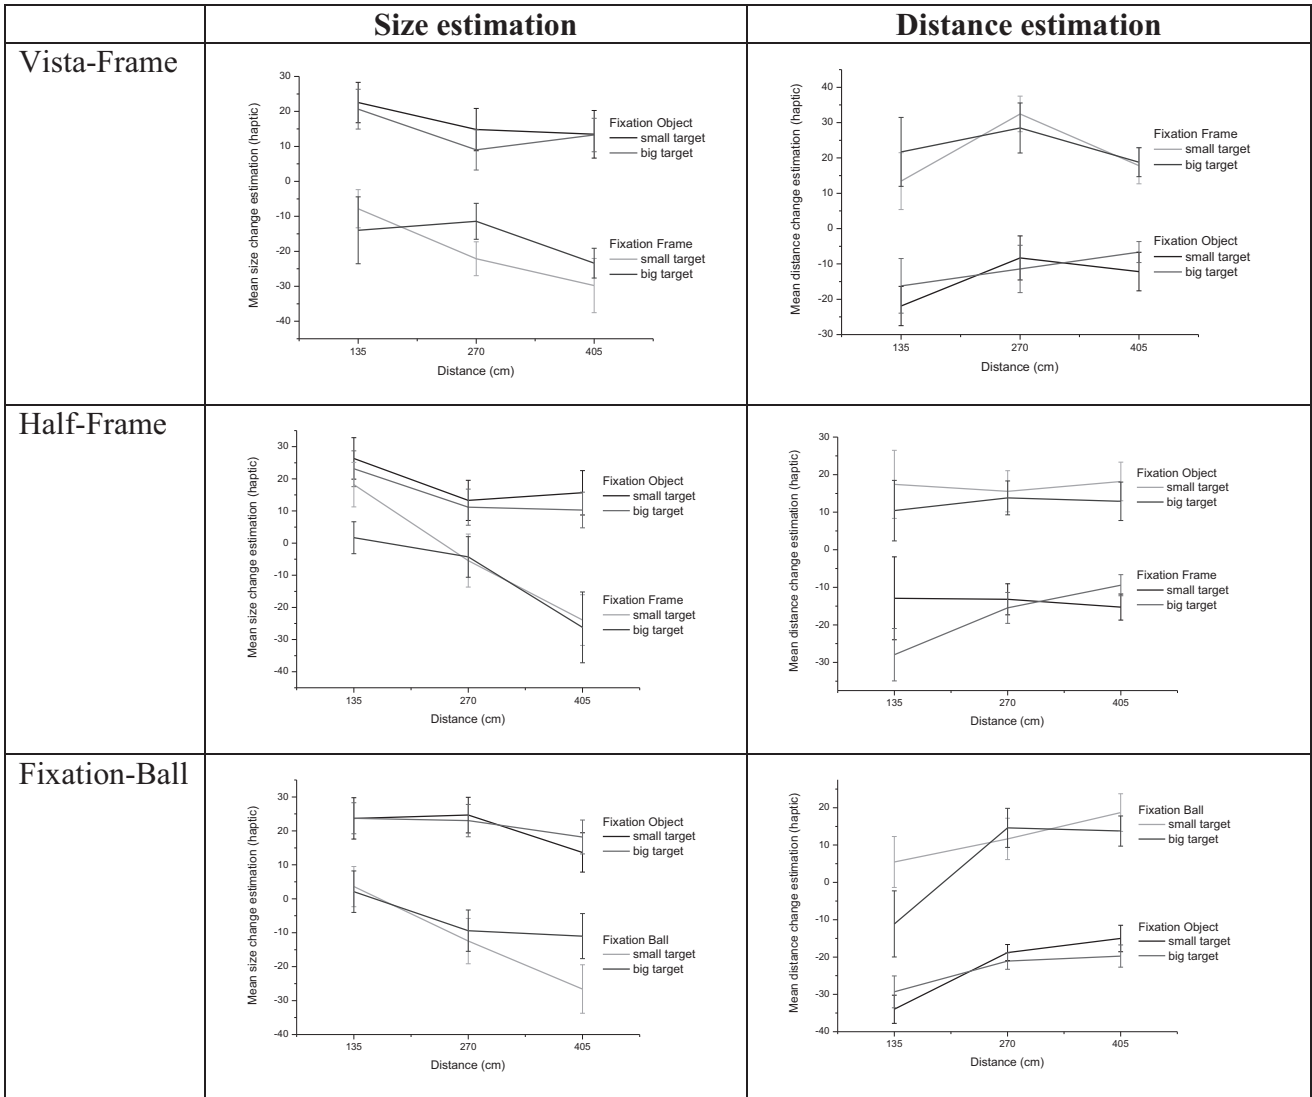 Size estimation
Distance estimation
Vista-Frame
Mean size change estimation (haptic)
30
20
10
0
-10
-20
-30
-40
135
270
405
Distance (cm)
Fixation Object
small target
big target
Fixation Frame
small target
big target
Mean distance change estimation (haptic)
40
30
20
10
0
-10
-20
-30
135
270
405
Distance (cm)
Fixation Frame
small target
big target
Fixation Object
small target
big target
Half-Frame
Mean size change estimation (haptic)
30
20
10
0
-10
-20
-30
-40
135
270
405
Distance (cm)
Fixation Object
small target
big target
Fixation Frame
small target
big target
Mean distance change estimation (haptic)
30
20
10
0
-10
-20
-30
135
270
405
Distance (cm)
Fixation Object
small target
big target
Fixation Frame
small target
big target
Fixation-Ball
Mean size change estimation (haptic)
30
20
10
0
-10
-20
-30
-40
135
270
405
Distance (cm)
Fixation Object
small target
big target
Fixation Ball
small target
big target
Mean distance change estimation (haptic)
20
10
0
-10
-20
-30
-40
135
270
405
Distance (cm)
Fixation Ball
small target
big target
Fixation Object
small target
big target